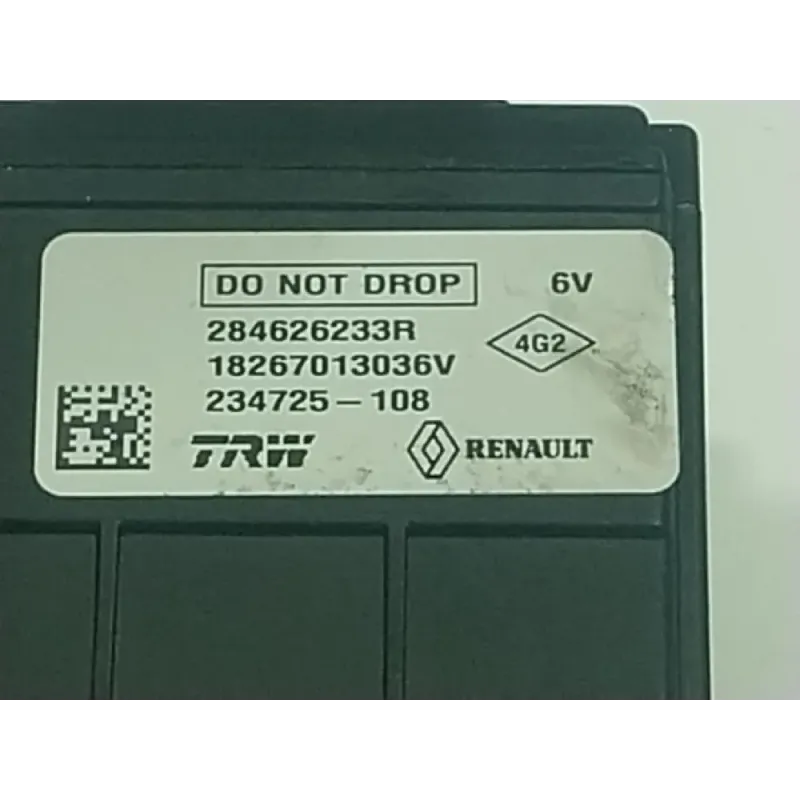 DO NOT DROP 6V
284626233R
4G2
18267013036V
234725-108
TRW RENAULT